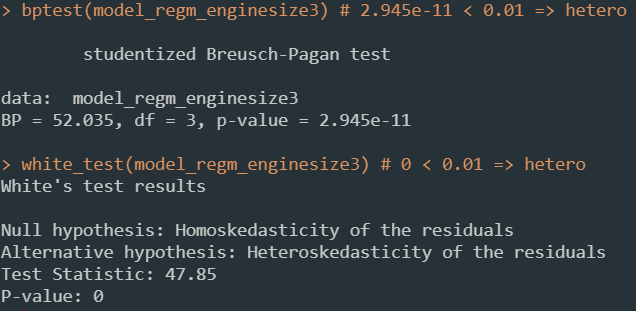 > bptest(model_regm_enginesize3) # 2.945e-11 < 0.01 => hetero
studentized Breusch-Pagan test
data:  model_regm_enginesize3
BP = 52.035, df = 3, p-value = 2.945e-11
> white_test(model_regm_enginesize3) # 0 < 0.01 => hetero
White's test results
Null hypothesis: Homoskedasticity of the residuals
Alternative hypothesis: Heteroskedasticity of the residuals
Test Statistic: 47.85
P-value: 0